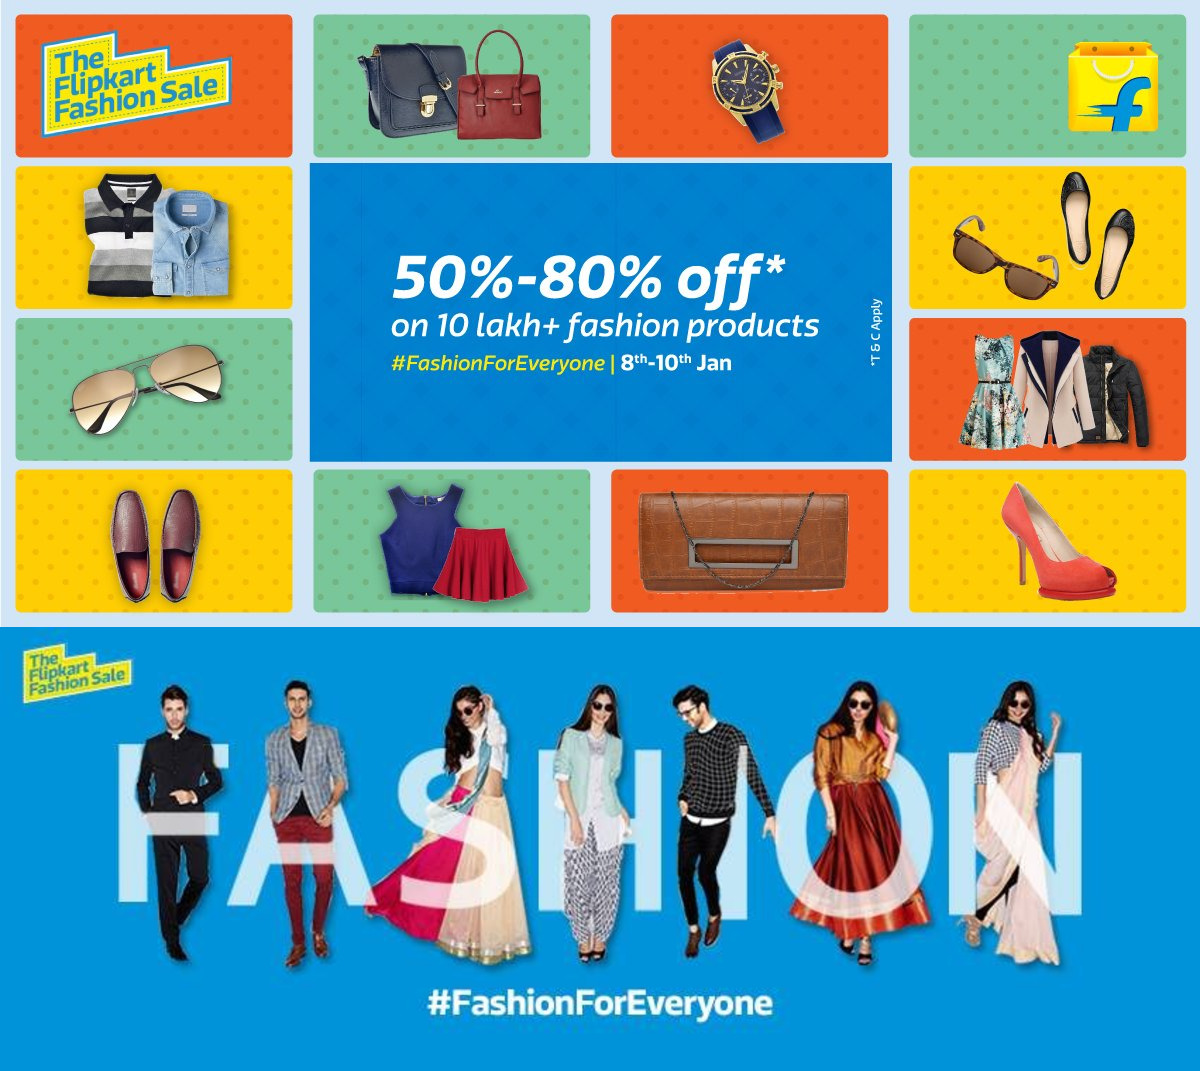 The
Flipkart
Fashion Sale
f
50%-80% off*
on 10 lakh+ fashion products
#FashionForEveryone | 8th-10th Jan
*T & C Apply
The
Flipkart
Fashion Sale
FASHION
#FashionForEveryone